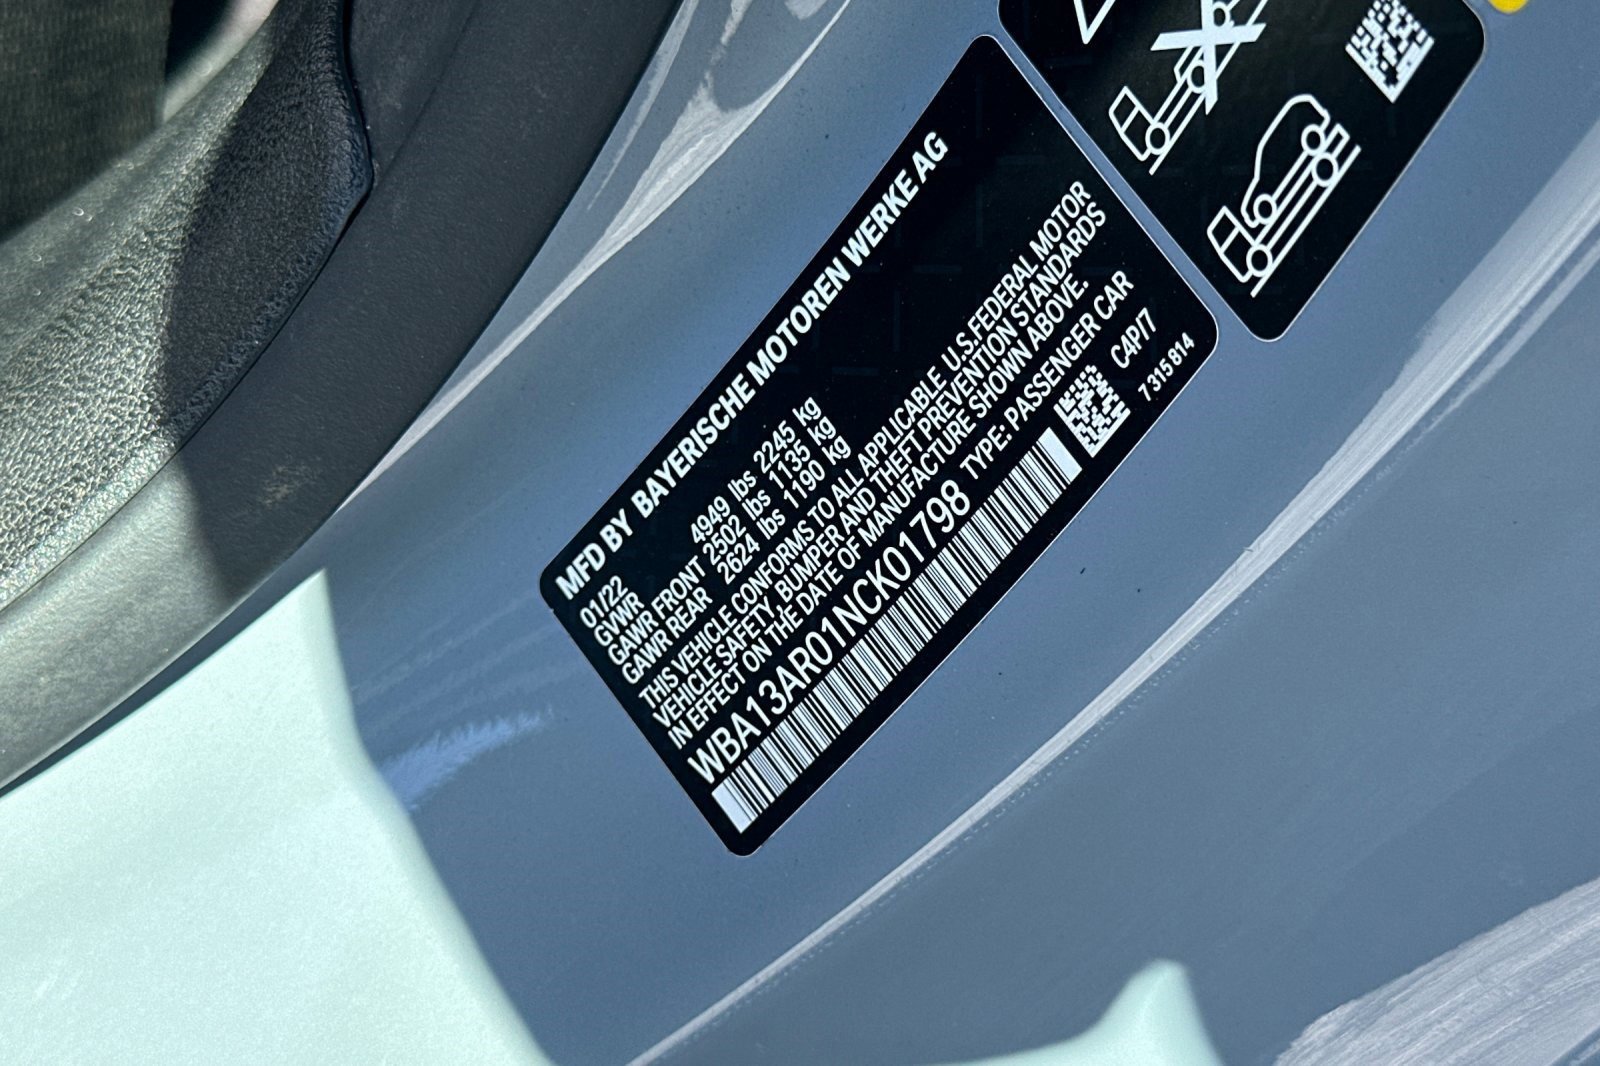 MFD BY BAYERISCHE MOTOREN WERKE AG
01/22
GVWR 4949 lbs 2245 kg
GAWR FRONT 2502 lbs 1135 kg
GAWR REAR 2624 lbs 1190 kg
THIS VEHICLE CONFORMS TO ALL APPLICABLE U.S.FEDERAL MOTOR
VEHICLE SAFETY, BUMPER AND THEFT PREVENTION STANDARDS
IN EFFECT ON THE DATE OF MANUFACTURE SHOWN ABOVE.
WBA13AR01NCK01798 TYPE: PASSENGER CAR
C4P/7
7 315 814